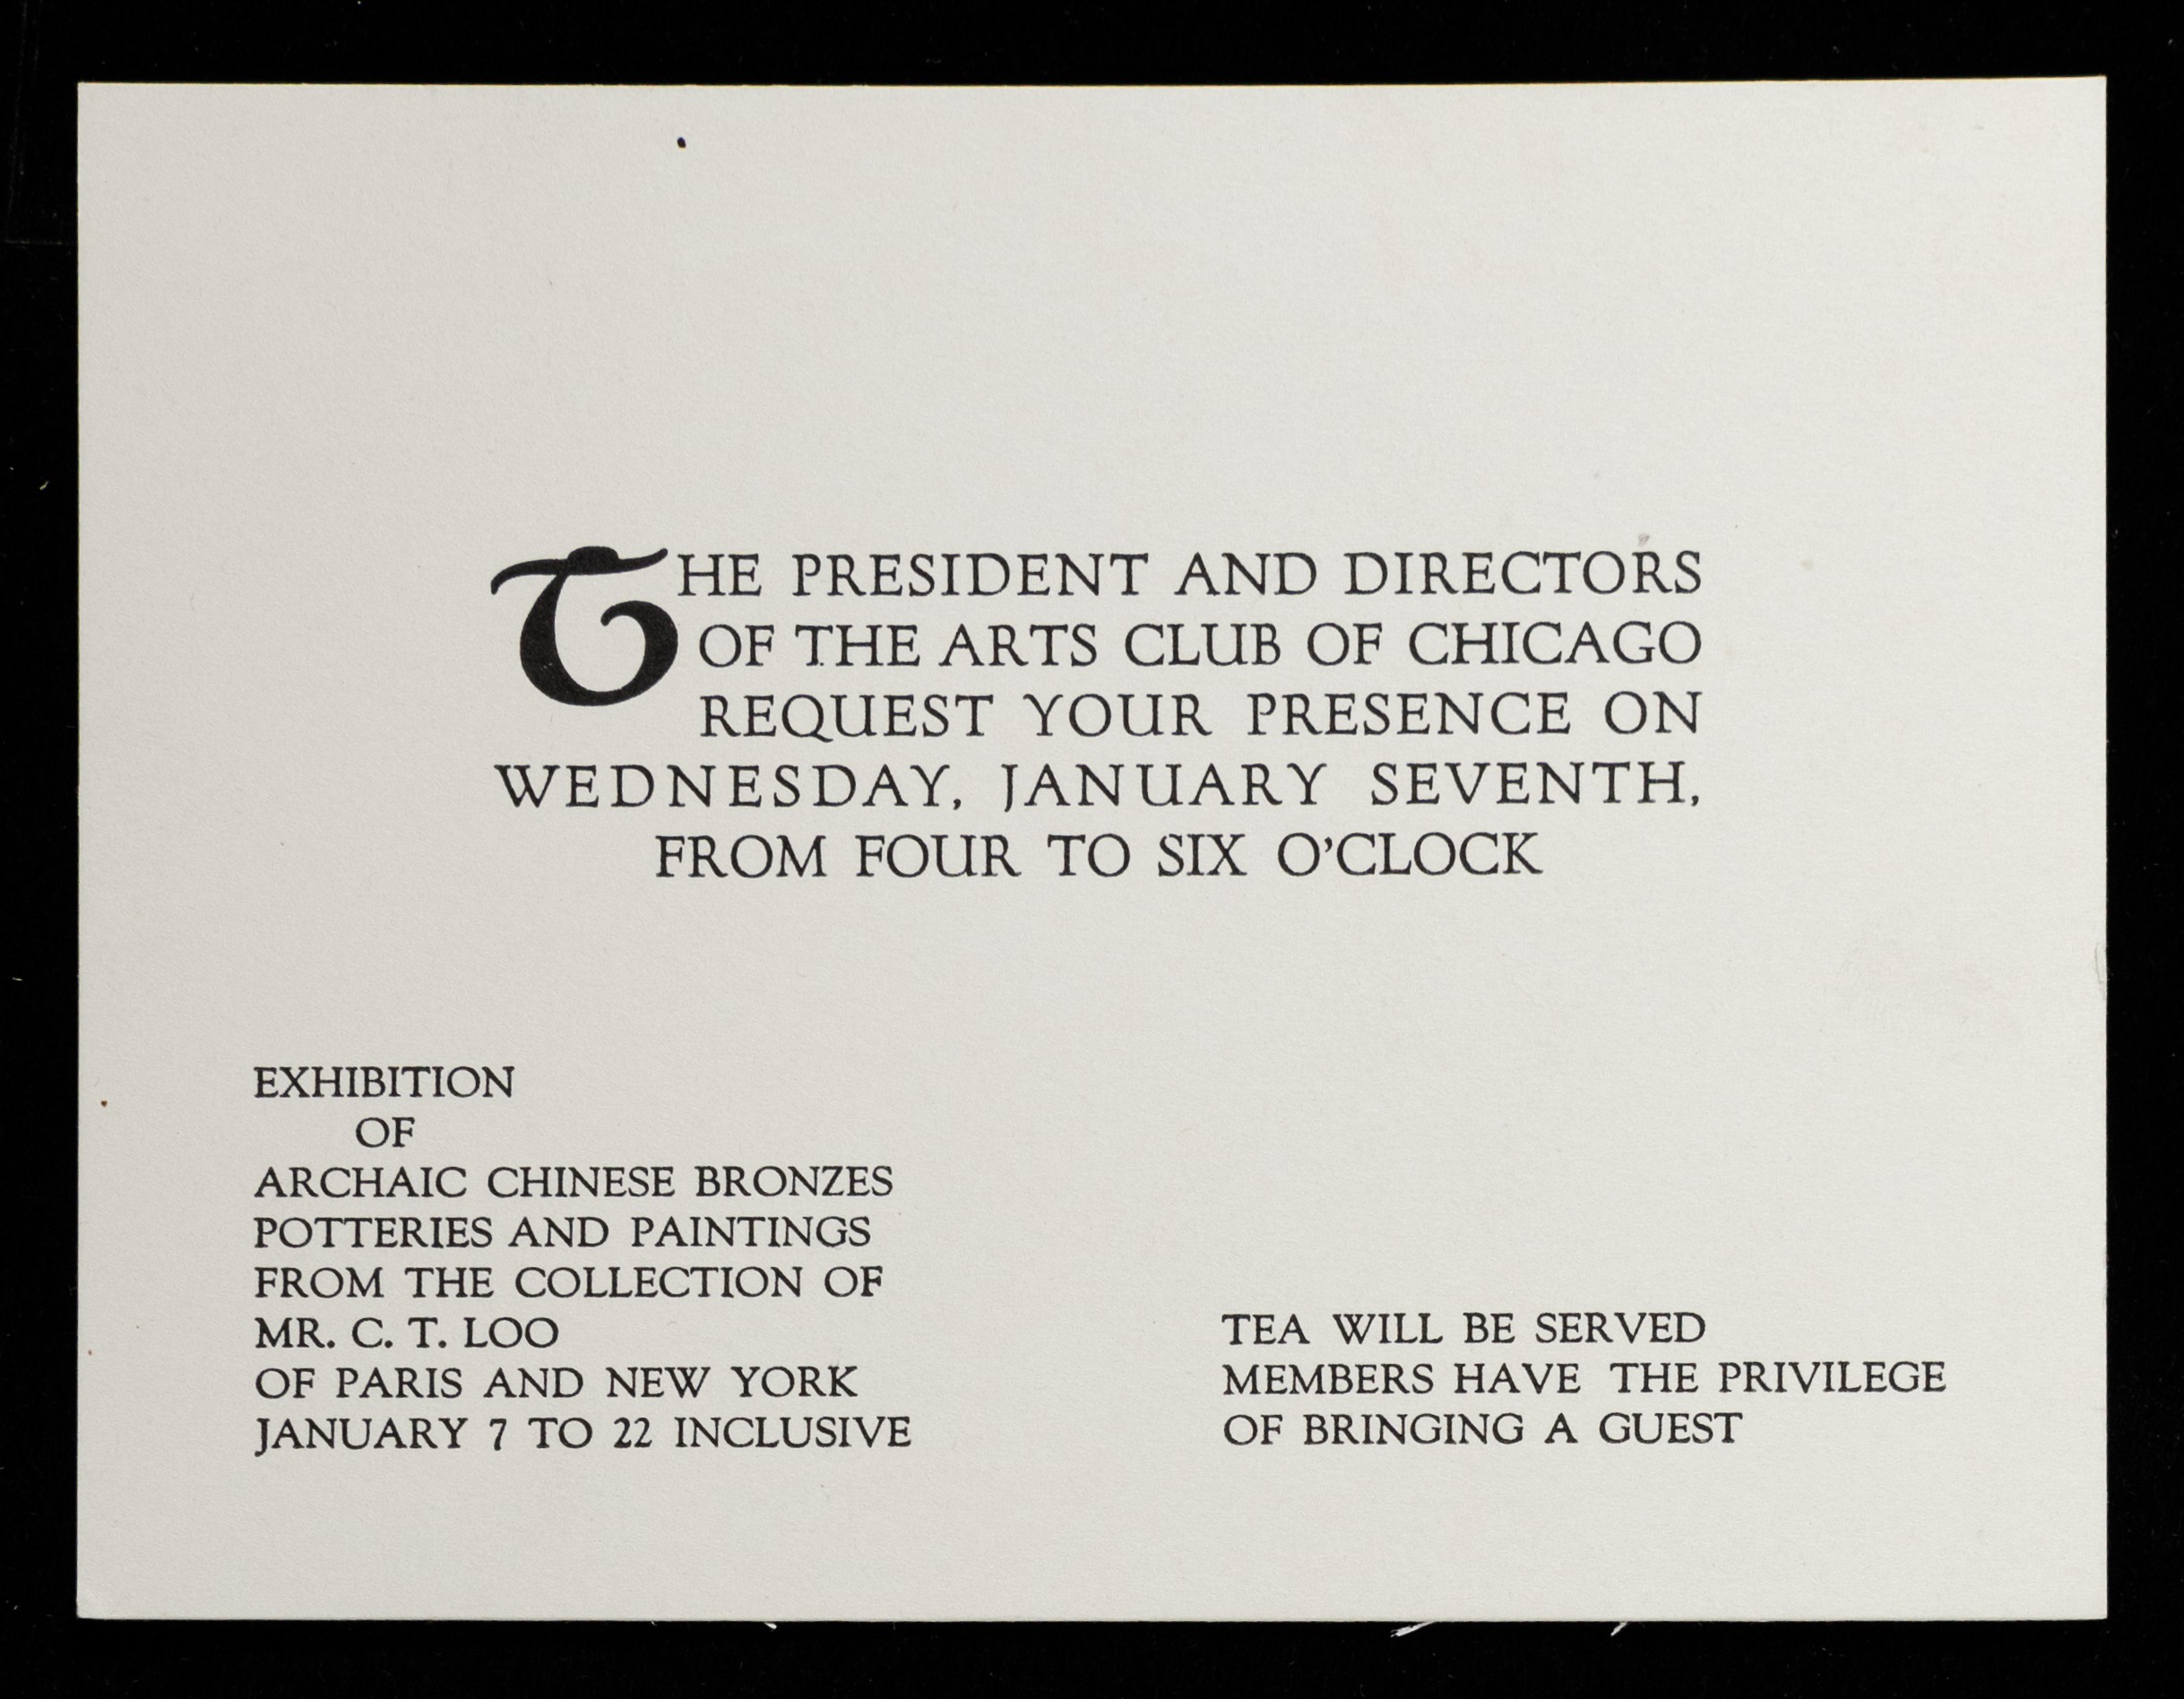 THE PRESIDENT AND DIRECTORS
OF THE ARTS CLUB OF CHICAGO
REQUEST YOUR PRESENCE ON
WEDNESDAY, JANUARY SEVENTH,
FROM FOUR TO SIX O'CLOCK
EXHIBITION
OF
ARCHAIC CHINESE BRONZES
POTTERIES AND PAINTINGS
FROM THE COLLECTION OF
MR. C. T. LOO
OF PARIS AND NEW YORK
JANUARY 7 TO 22 INCLUSIVE
TEA WILL BE SERVED
MEMBERS HAVE THE PRIVILEGE
OF BRINGING A GUEST